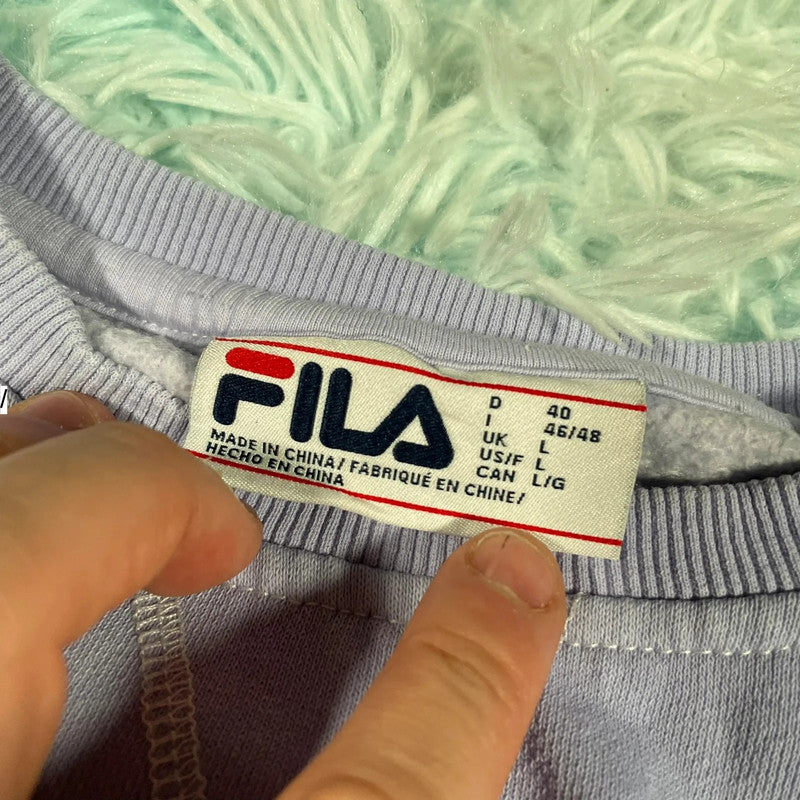 FILA
MADE IN CHINA/ FABRIQUÉ EN CHINE/
HECHO EN CHINA
D 40
I 46/48
UK L
US/F L
CAN L/G